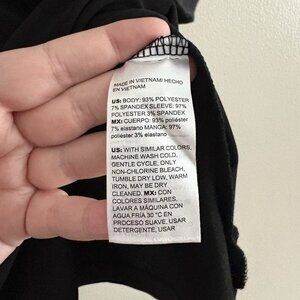 MADE IN VIETNAM/ HECHO
EN VIETNAM
US: BODY: 93% POLYESTER
7% SPANDEX SLEEVE: 97%
POLYESTER 3% SPANDEX
MX: CUERPO: 93% poliéster
7% elastano MANGA: 97%
poliéster 3% elastano
US: WITH SIMILAR COLORS,
MACHINE WASH COLD,
GENTLE CYCLE, ONLY
NON-CHLORINE BLEACH,
TUMBLE DRY LOW, WARM
IRON, MAY BE DRY
CLEANED. MX: CON
COLORES SIMILARES,
LAVAR A MÁQUINA CON
AGUA FRÍA 30 °C EN
PROCESO SUAVE, USAR
DETERGENTE, USAR